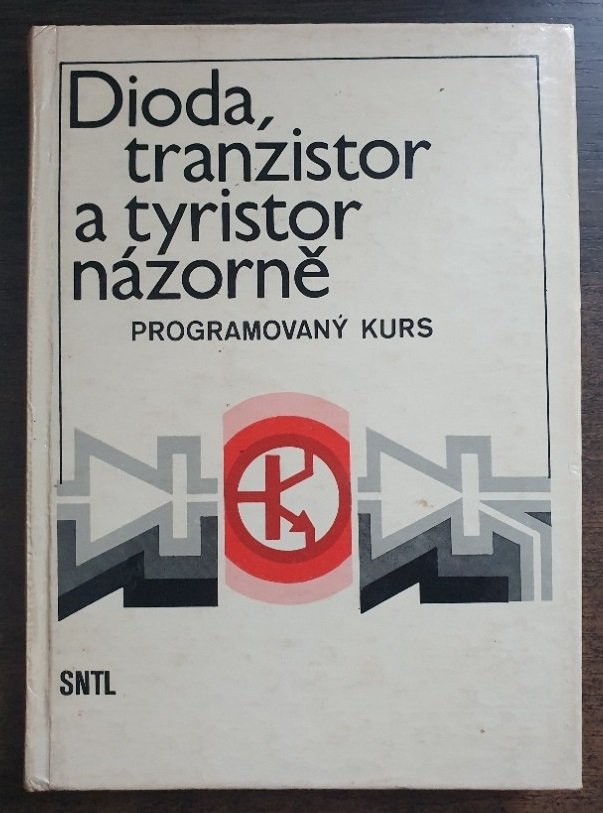 Dioda,
tranzistor
a tyristor
názorně
PROGRAMOVANÝ KURS
SNTL